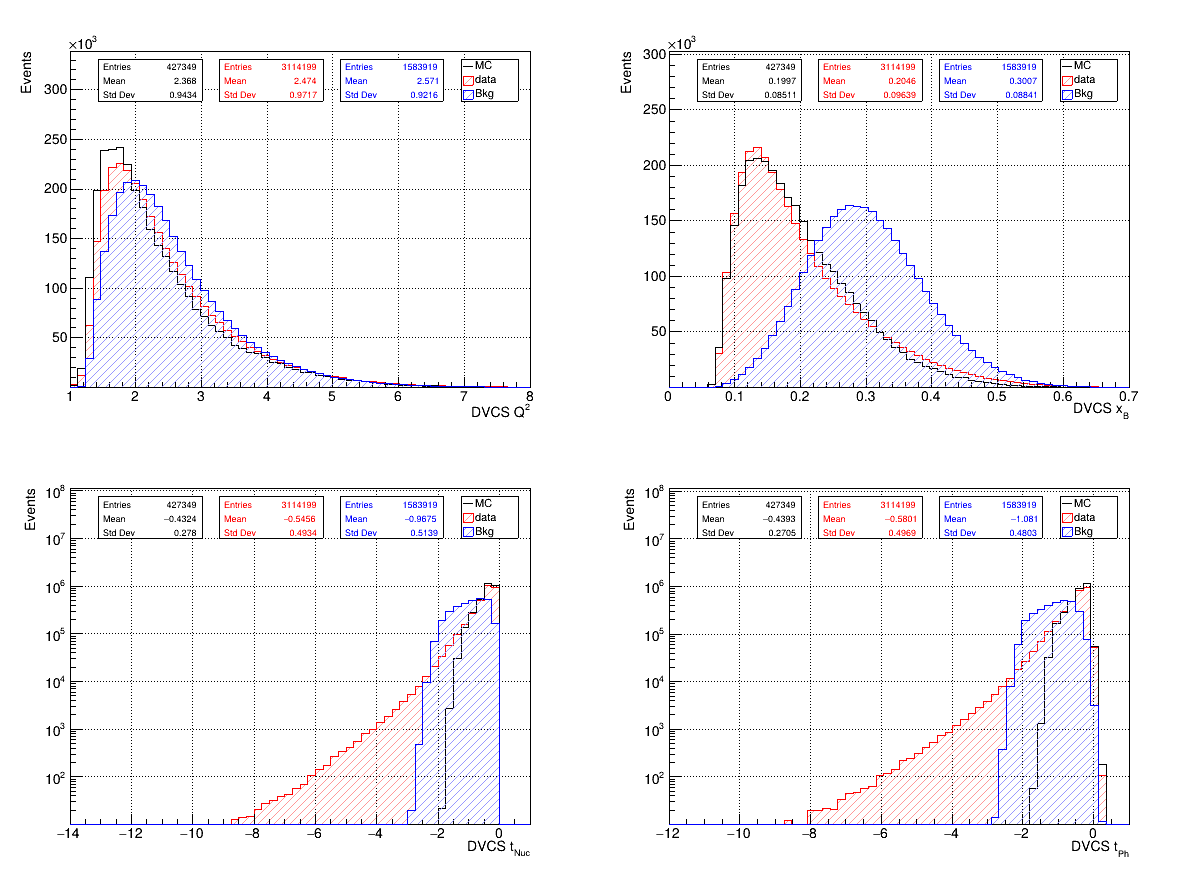 ×10³
Events
Entries 427349
Mean 2.368
Std Dev 0.9434
Entries 3114199
Mean 2.474
Std Dev 0.9717
Entries 1583919
Mean 2.571
Std Dev 0.9216
MC
data
Bkg
300
250
200
150
100
50
1 2 3 4 5 6 7 8
DVCS Q²
×10³
Events
Entries 427349
Mean 0.1997
Std Dev 0.08511
Entries 3114199
Mean 0.2046
Std Dev 0.09639
Entries 1583919
Mean 0.3007
Std Dev 0.08841
MC
data
Bkg
300
250
200
150
100
50
0 0.1 0.2 0.3 0.4 0.5 0.6 0.7
DVCS x_B
Events
Entries 427349
Mean −0.4324
Std Dev 0.278
Entries 3114199
Mean −0.5456
Std Dev 0.4934
Entries 1583919
Mean −0.9675
Std Dev 0.5139
MC
data
Bkg
10⁸
10⁷
10⁶
10⁵
10⁴
10³
10²
−14 −12 −10 −8 −6 −4 −2 0
DVCS t_Nuc
Events
Entries 427349
Mean −0.4393
Std Dev 0.2705
Entries 3114199
Mean −0.5801
Std Dev 0.4969
Entries 1583919
Mean −1.081
Std Dev 0.4803
MC
data
Bkg
10⁸
10⁷
10⁶
10⁵
10⁴
10³
10²
−12 −10 −8 −6 −4 −2 0
DVCS t_Ph